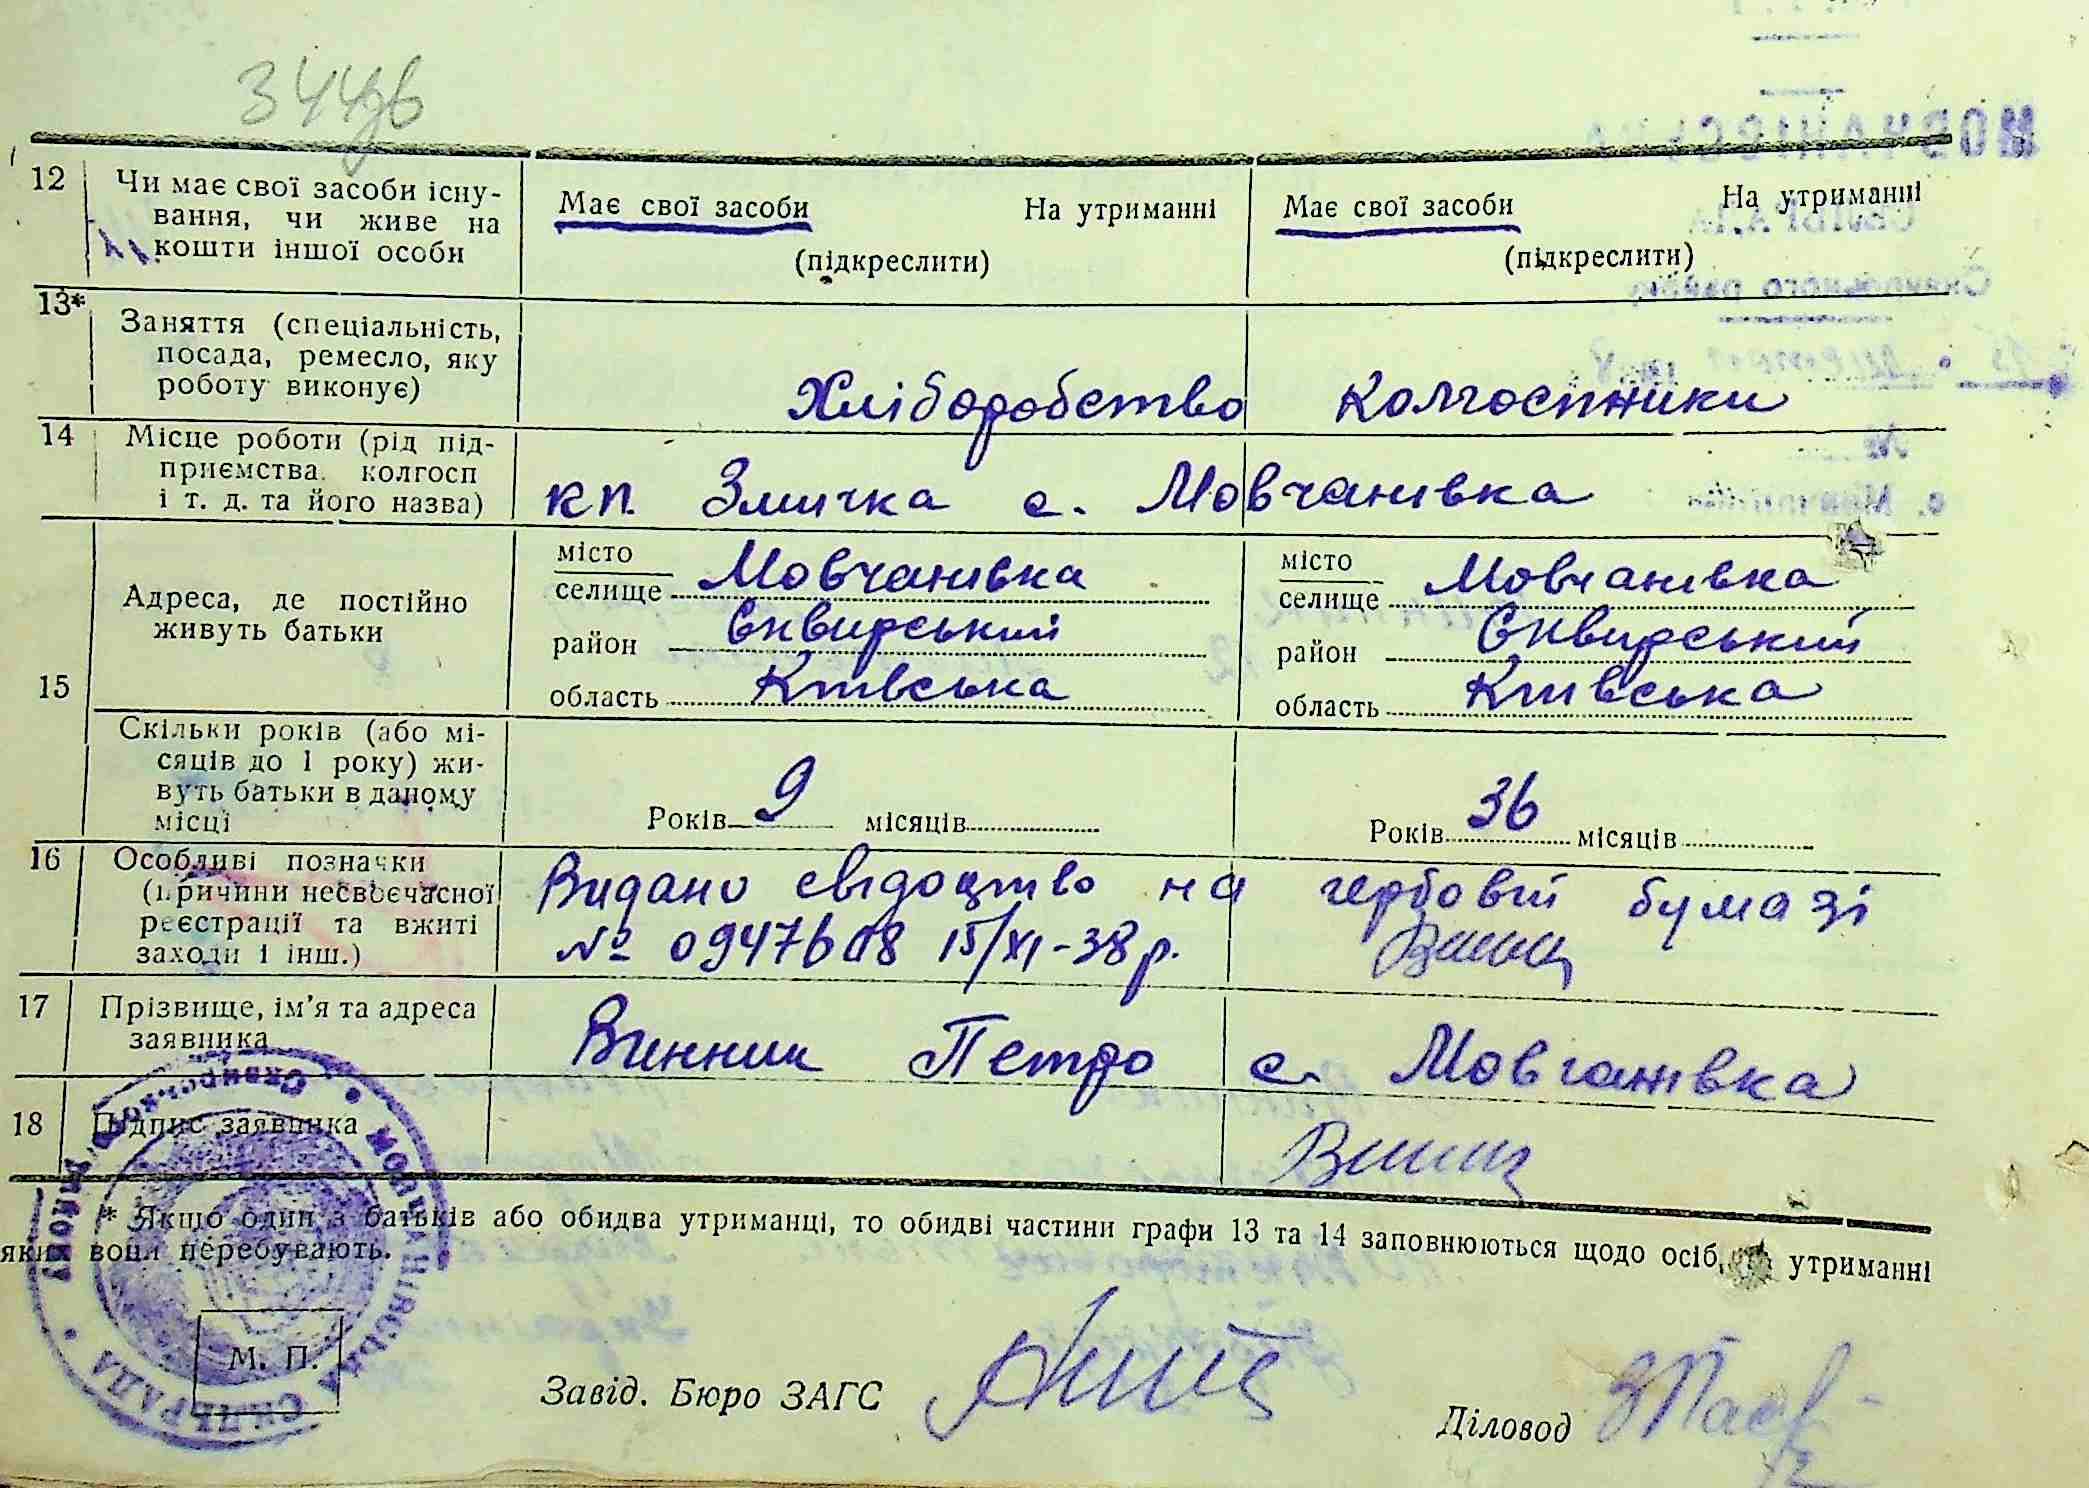 344зв
12 Чи має свої засоби існу-
вання, чи живе на
кошти іншої особи
Має свої засоби На утриманні
(підкреслити)
Має свої засоби На утриманні
(підкреслити)
13* Заняття (спеціальність,
посада, ремесло, яку
роботу виконує)
Хліборобство колгоспники
14 Місце роботи (рід під-
приємства. колгосп
і т. д. та його назва)
кп. Змичка с. Мовчанівка
15
Адреса, де постійно
живуть батьки
місто
селище Мовчанівка
район Сквирський
область Київська
місто
селище Мовчанівка
район Сквирський
область Київська
Скільки років (або мі-
сяців до 1 року) жи-
вуть батьки в даному
місці
Років 9 місяців
Років 36 місяців
16 Особливі позначки
(причини несвоєчасної
реєстрації та вжиті
заходи і інш.)
Видано свідоцтво на гербовій бумазі
№ 0947608 15/XI-38 р.
17 Прізвище, ім’я та адреса
заявника
Винник Петро с. Мовчанівка
18 Підпис заявника
* Якщо один з батьків або обидва утриманці, то обидві частини графи 13 та 14 заповнюються щодо осіб, утриманні
яких вони перебувають.
МОВЧАНІВСЬКА СІЛЬРАДА
Сквирського району
М. П.
Завід. Бюро ЗАГС
Діловод